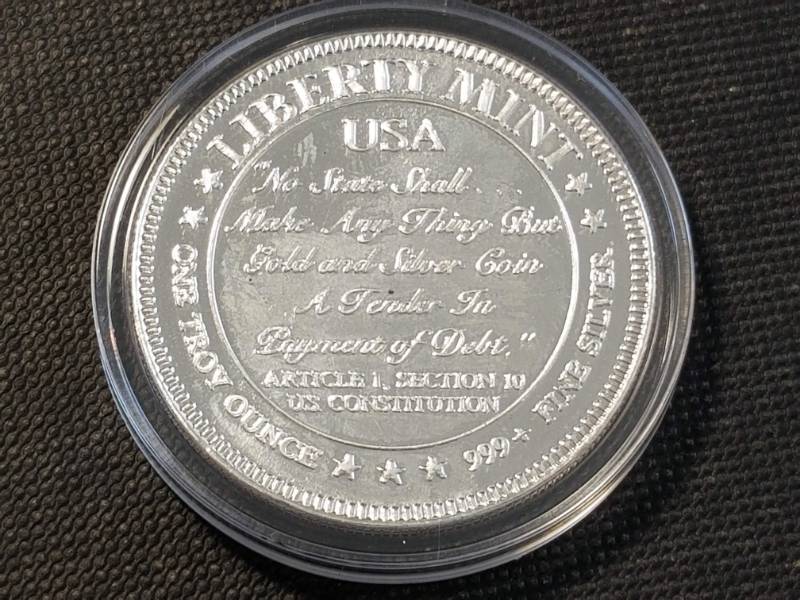 LIBERTY MINT
USA
"No State Shall . . .
Make Any Thing But
Gold and Silver Coin
A Tender In
Payment of Debt."
ARTICLE 1, SECTION 10
US CONSTITUTION
ONE TROY OUNCE
999+ FINE SILVER